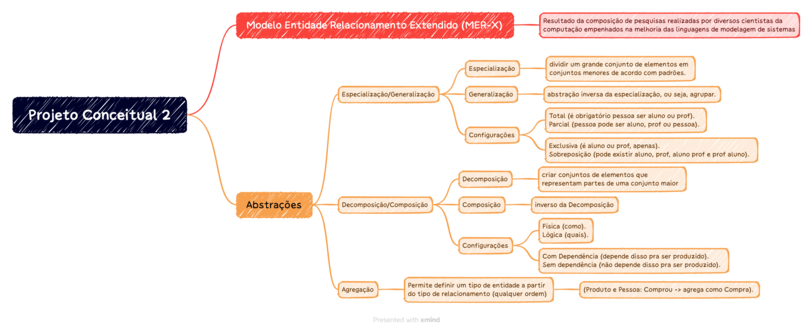 Projeto Conceitual 2
Modelo Entidade Relacionamento Extendido (MER-X)
Resultado da composição de pesquisas realizadas por diversos cientistas da
computação empenhados na melhoria das linguagens de modelagem de sistemas
Abstrações
Especialização/Generalização
Especialização
dividir um grande conjunto de elementos em
conjuntos menores de acordo com padrões.
Generalização
abstração inversa da especialização, ou seja, agrupar.
Configurações
Total (é obrigatório pessoa ser aluno ou prof).
Parcial (pessoa pode ser aluno, prof ou pessoa).
Exclusiva (é aluno ou prof, apenas).
Sobreposição (pode existir aluno, prof, aluno prof e prof aluno).
Decomposição/Composição
Decomposição
criar conjuntos de elementos que
representam partes de uma conjunto maior
Composição
inverso da Decomposição
Configurações
Física (como).
Lógica (quais).
Com Dependência (depende disso pra ser produzido).
Sem dependência (não depende disso pra ser produzido).
Agregação
Permite definir um tipo de entidade a partir
do tipo de relacionamento (qualquer ordem)
(Produto e Pessoa: Comprou -> agrega como Compra).
Presented with xmind